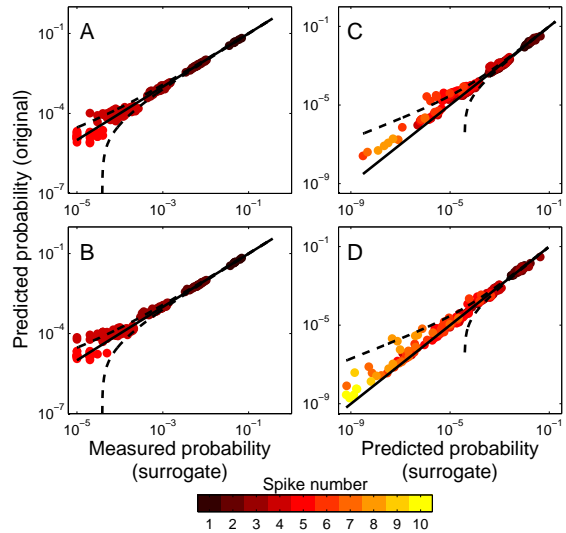 A
10^-1
10^-4
10^-7
10^-5
10^-3
10^-1
C
10^-1
10^-5
10^-9
10^-9
10^-5
10^-1
Predicted probability (original)
B
10^-1
10^-4
10^-7
10^-5
10^-3
10^-1
Measured probability
(surrogate)
D
10^-1
10^-5
10^-9
10^-9
10^-5
10^-1
Predicted probability
(surrogate)
Spike number
1 2 3 4 5 6 7 8 9 10